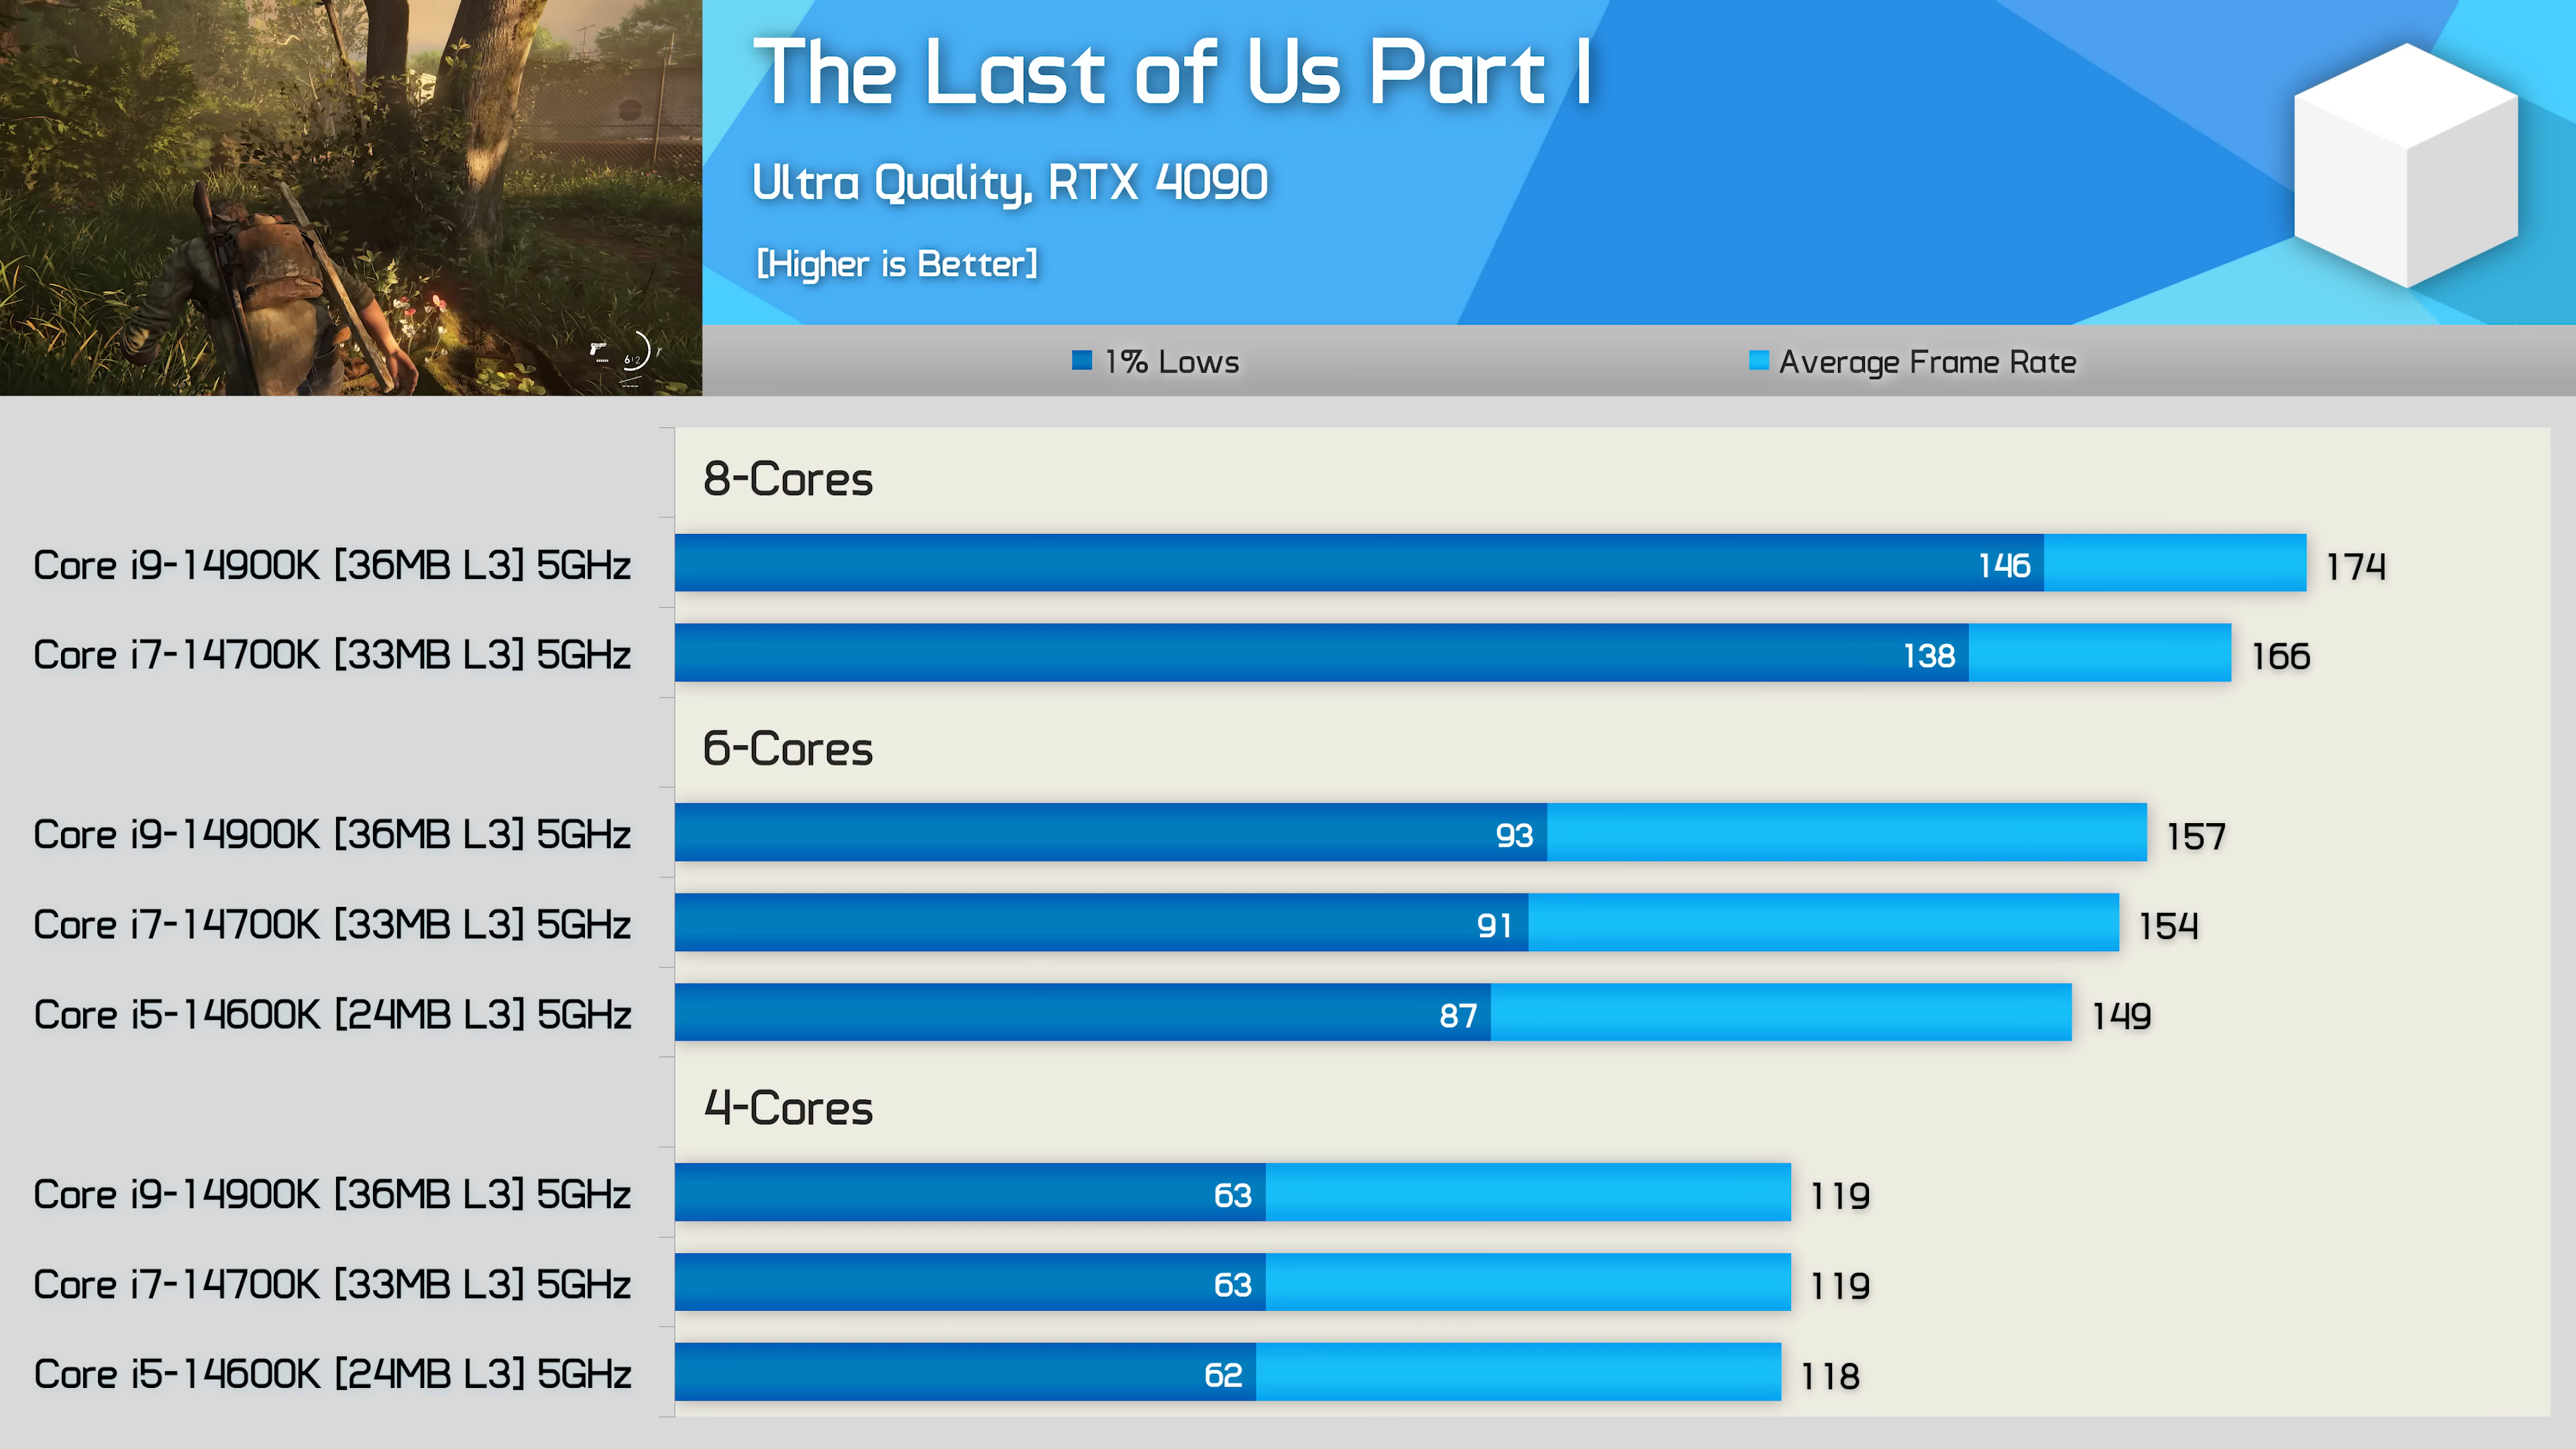 The Last of Us Part I
Ultra Quality, RTX 4090
[Higher is Better]
1% Lows
Average Frame Rate
8-Cores
Core i9-14900K [36MB L3] 5GHz 146 174
Core i7-14700K [33MB L3] 5GHz 138 166
6-Cores
Core i9-14900K [36MB L3] 5GHz 93 157
Core i7-14700K [33MB L3] 5GHz 91 154
Core i5-14600K [24MB L3] 5GHz 87 149
4-Cores
Core i9-14900K [36MB L3] 5GHz 63 119
Core i7-14700K [33MB L3] 5GHz 63 119
Core i5-14600K [24MB L3] 5GHz 62 118